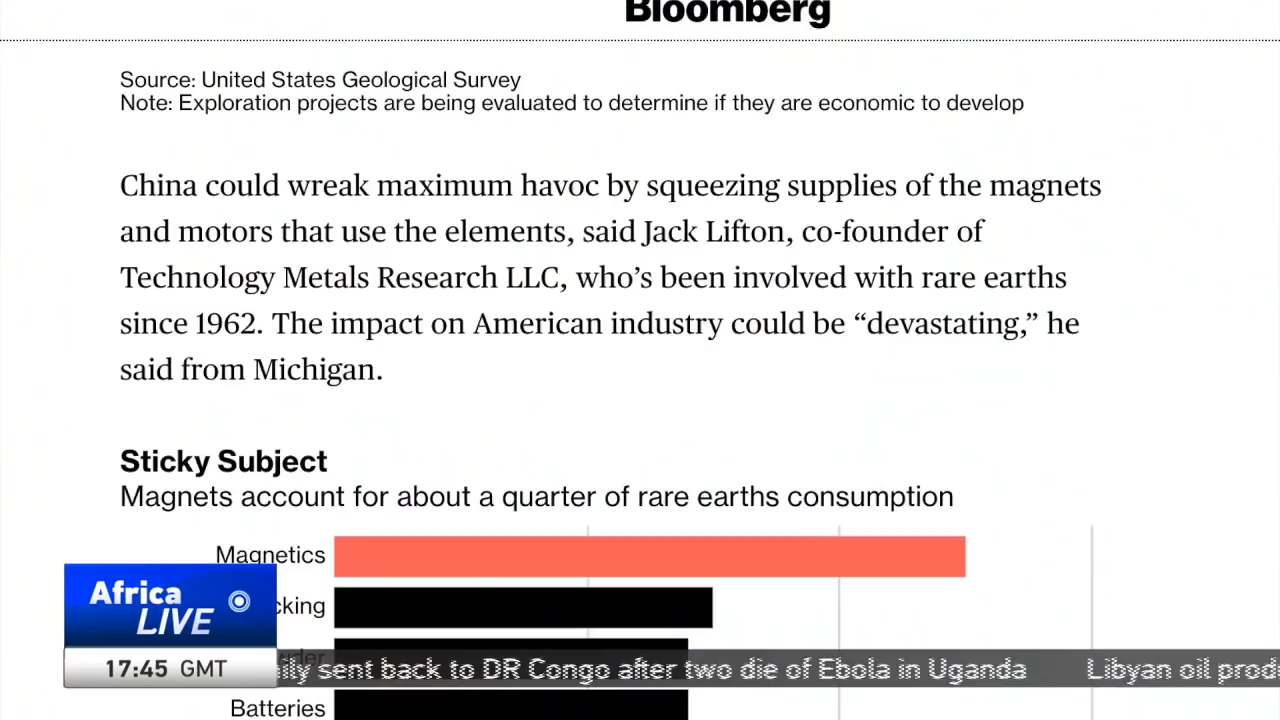 Bloomberg
Source: United States Geological Survey
Note: Exploration projects are being evaluated to determine if they are economic to develop
China could wreak maximum havoc by squeezing supplies of the magnets
and motors that use the elements, said Jack Lifton, co-founder of
Technology Metals Research LLC, who’s been involved with rare earths
since 1962. The impact on American industry could be “devastating,” he
said from Michigan.
Sticky Subject
Magnets account for about a quarter of rare earths consumption
Magnetics
Batteries
Africa
LIVE
17:45 GMT
sent back to DR Congo after two die of Ebola in Uganda
Libyan oil